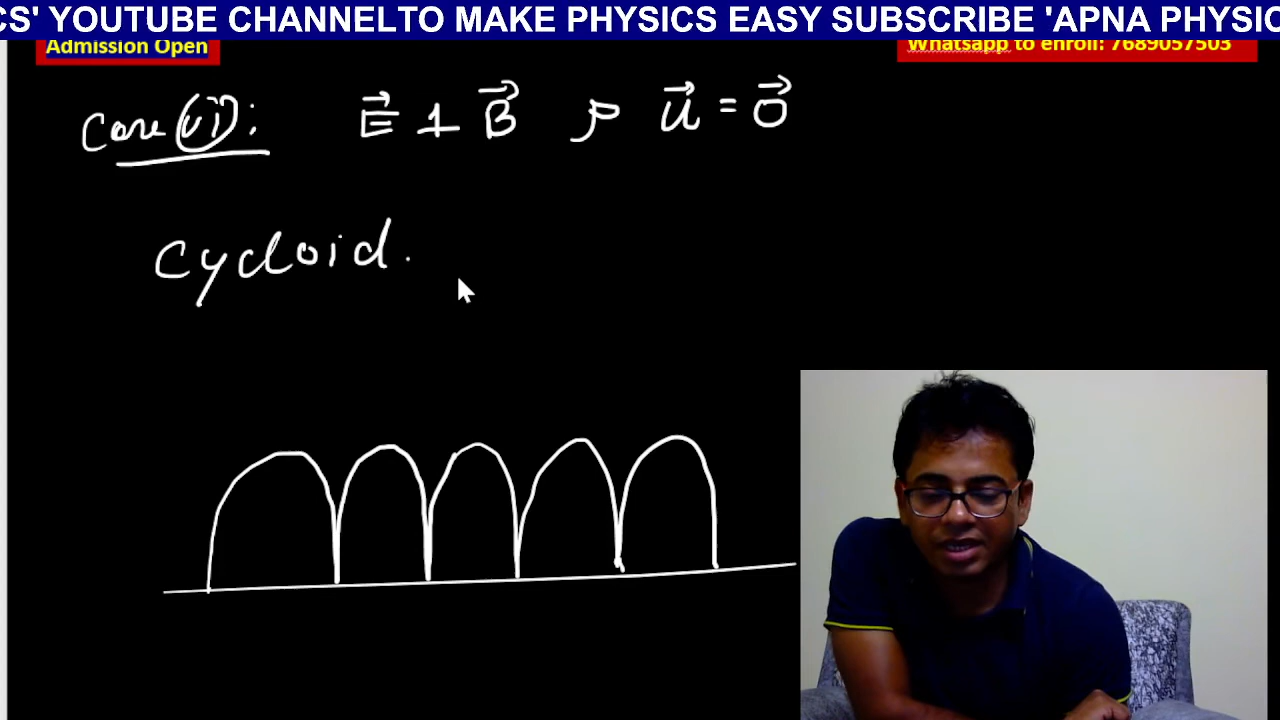 CS' YOUTUBE CHANNELTO MAKE PHYSICS EASY SUBSCRIBE 'APNA PHYSIC
Admission Open
Whatsapp to enroll: 7689057503
Case (vi): E⃗ ⊥ B⃗ , u⃗ = 0⃗
Cycloid.